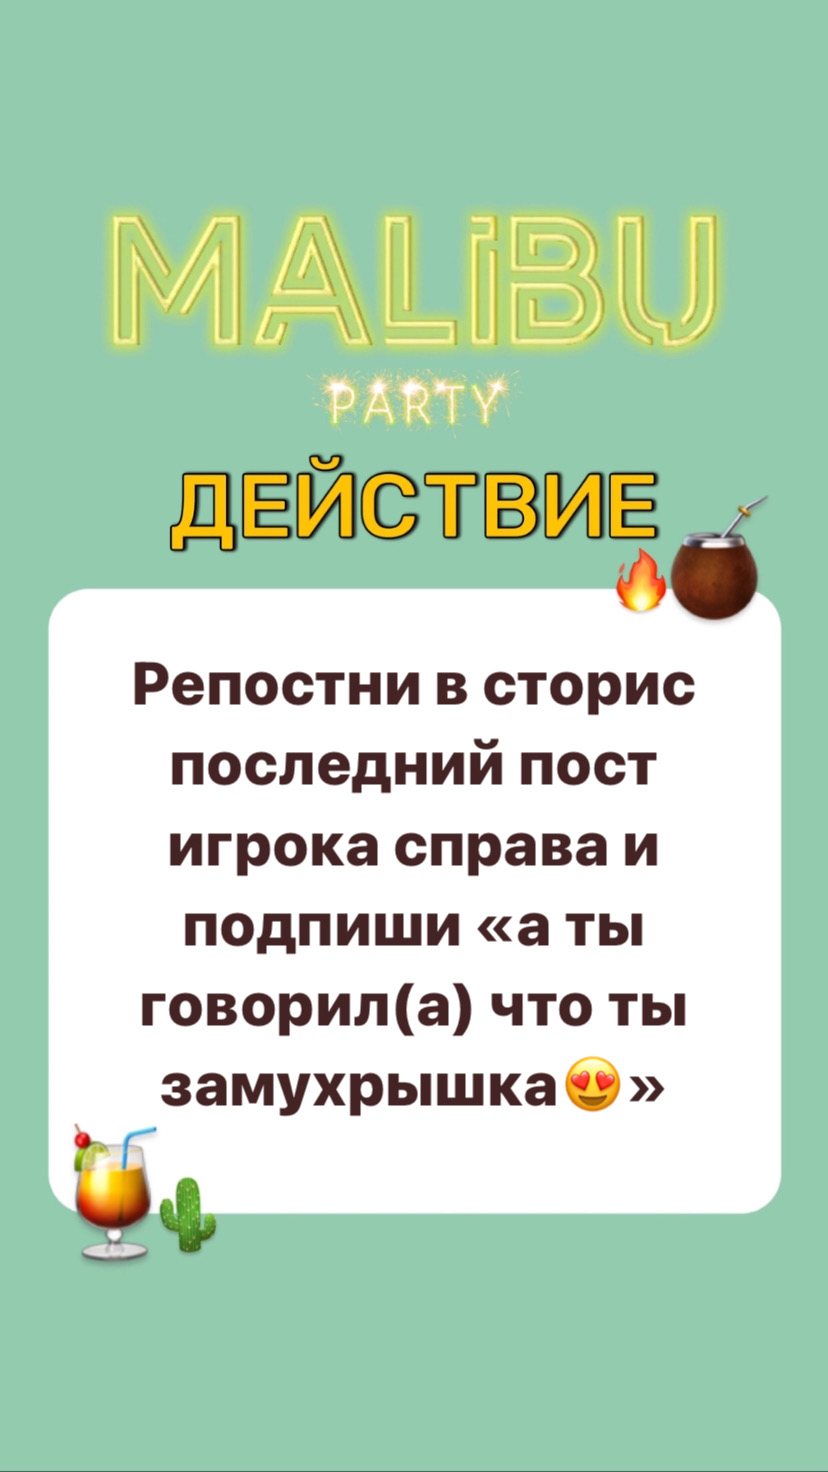 MALiBU
PARTY
ДЕЙСТВИЕ
Репостни в сторис
последний пост
игрока справа и
подпиши «а ты
говорил(а) что ты
замухрышка😍»